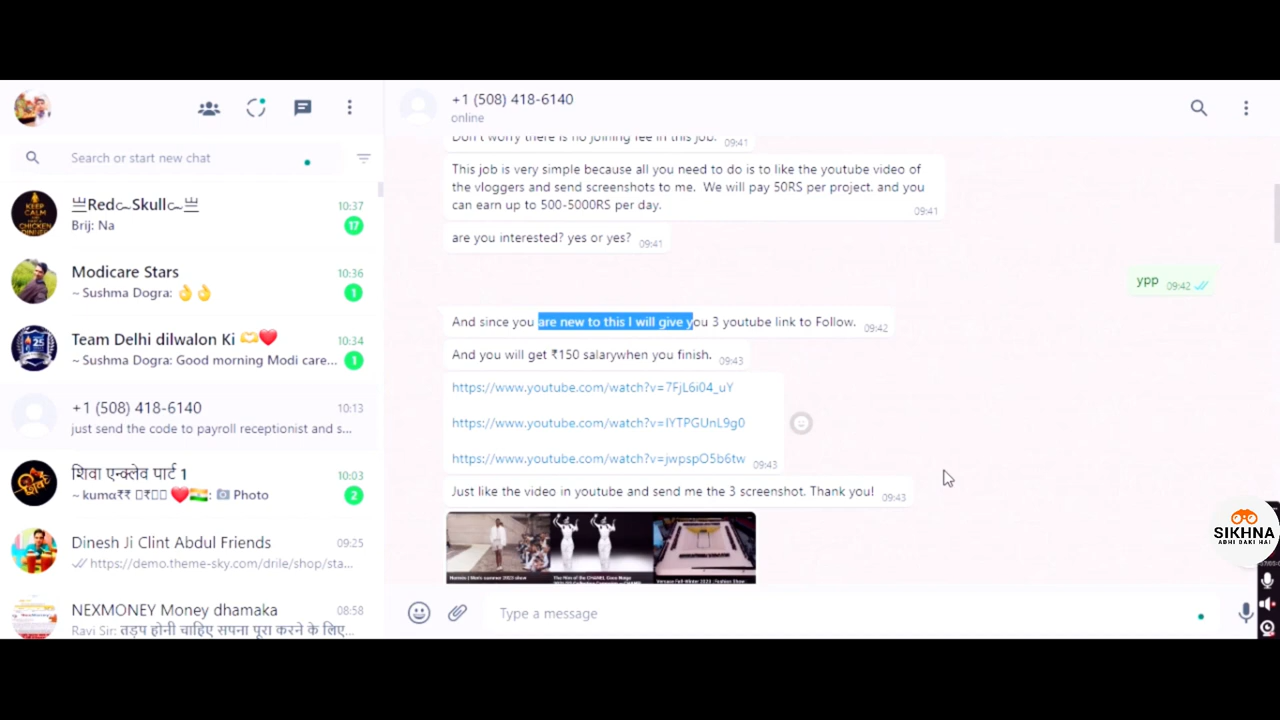 +1 (508) 418-6140
online
Search or start new chat
Don't worry there is no joining fee in this job. 09:41
This job is very simple because all you need to do is to like the youtube video of
the vloggers and send screenshots to me. We will pay 50RS per project. and you
can earn up to 500-5000RS per day. 09:41
are you interested? yes or yes? 09:41
ypp 09:42
And since you are new to this I will give you 3 youtube link to Follow. 09:42
And you will get ₹150 salarywhen you finish. 09:43
https://www.youtube.com/watch?v=7FjL6i04_uY
https://www.youtube.com/watch?v=IYTPGUnL9g0
https://www.youtube.com/watch?v=jwpspO5b6tw 09:43
Just like the video in youtube and send me the 3 screenshot. Thank you! 09:43
Type a message
Red Skull 10:37
Brij: Na 17
KEEP
CALM
CHICKEN
DINNER
Modicare Stars 10:36
~ Sushma Dogra: 👌👌 1
Team Delhi dilwalon Ki 🫶❤️ 10:34
~ Sushma Dogra: Good morning Modi care... 1
25
+1 (508) 418-6140 10:13
just send the code to payroll receptionist and s...
शिवा एन्क्लेव पार्ट 1 10:03
Photo 2
Dinesh Ji Clint Abdul Friends 09:25
https://demo.theme-sky.com/drile/shop/sta...
NEXMONEY Money dhamaka 08:58
Ravi Sir: तड़प होनी चाहिए सपना पूरा करने के लिए...
SIKHNA
ABHI BAKI HAI